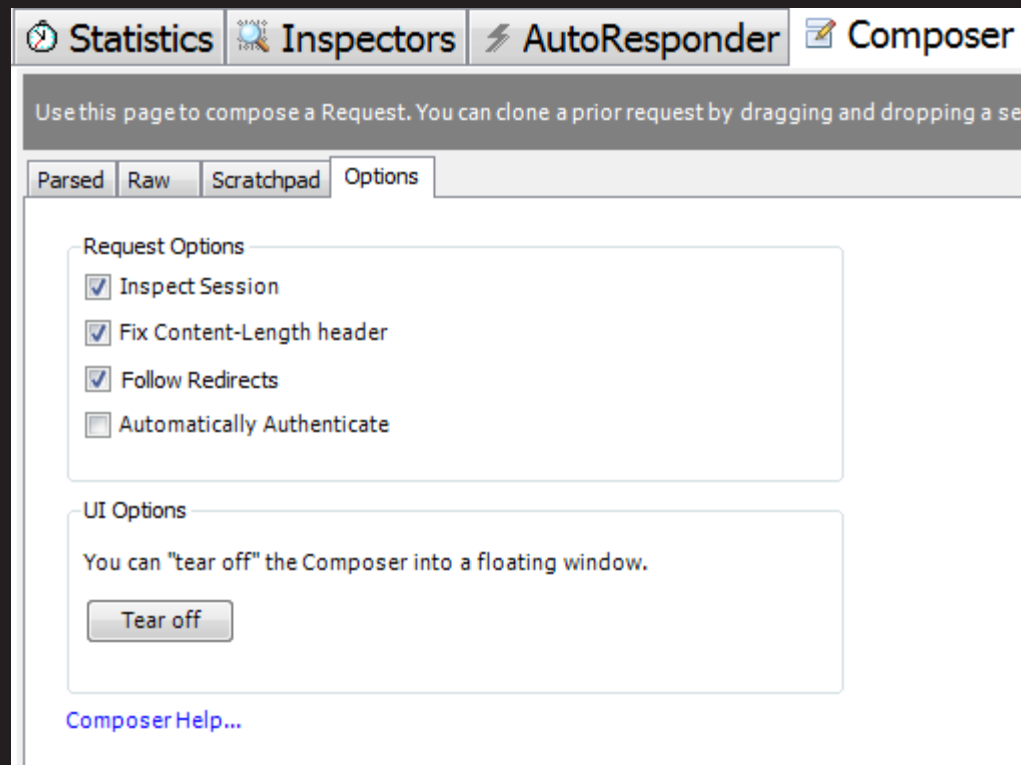 Statistics Inspectors AutoResponder Composer
Use this page to compose a Request. You can clone a prior request by dragging and dropping a se
Parsed Raw Scratchpad Options
Request Options
Inspect Session
Fix Content-Length header
Follow Redirects
Automatically Authenticate
UI Options
You can "tear off" the Composer into a floating window.
Tear off
Composer Help...